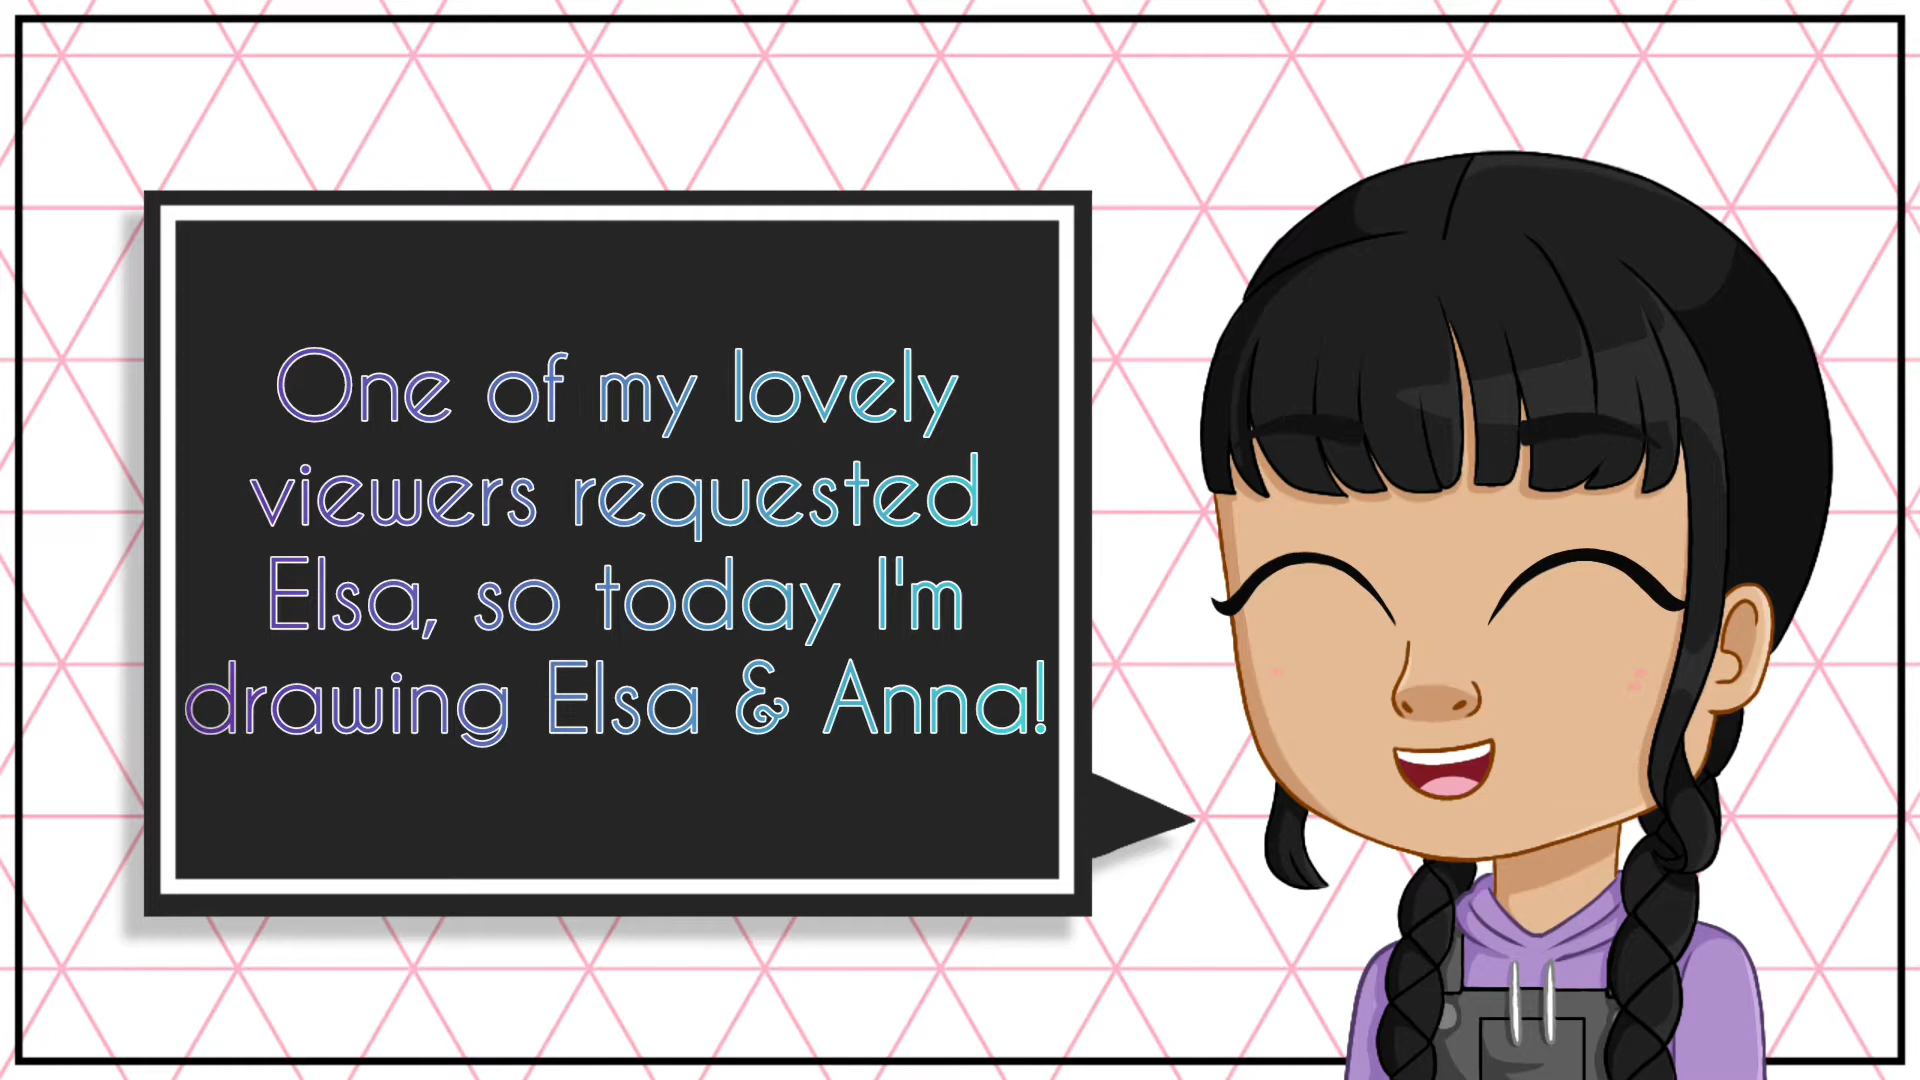 One of my lovely
viewers requested
Elsa, so today I'm
drawing Elsa & Anna!